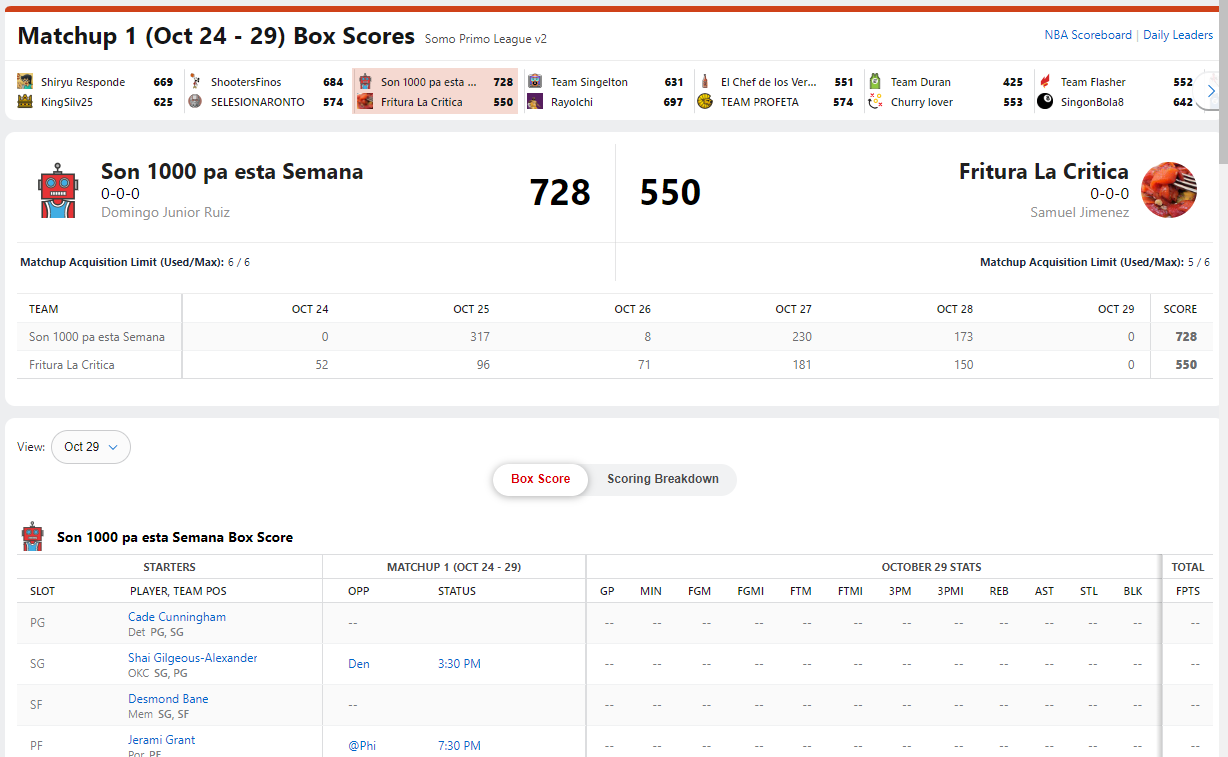 Matchup 1 (Oct 24 - 29) Box Scores Somo Primo League v2
NBA Scoreboard | Daily Leaders
Shiryu Responde 669
KingSilv25 625
ShootersFinos 684
SELESIONARONTO 574
Son 1000 pa esta ... 728
Fritura La Critica 550
Team Singelton 631
Rayolchi 697
El Chef de los Ver... 551
TEAM PROFETA 574
Team Duran 425
Churry lover 553
Team Flasher 552
SingonBola8 642
Son 1000 pa esta Semana
0-0-0
Domingo Junior Ruiz
728
550
Fritura La Critica
0-0-0
Samuel Jimenez
Matchup Acquisition Limit (Used/Max): 6 / 6
Matchup Acquisition Limit (Used/Max): 5 / 6
TEAM OCT 24 OCT 25 OCT 26 OCT 27 OCT 28 OCT 29 SCORE
Son 1000 pa esta Semana 0 317 8 230 173 0 728
Fritura La Critica 52 96 71 181 150 0 550
View: Oct 29
Box Score Scoring Breakdown
Son 1000 pa esta Semana Box Score
STARTERS MATCHUP 1 (OCT 24 - 29) OCTOBER 29 STATS TOTAL
SLOT PLAYER, TEAM POS OPP STATUS GP MIN FGM FGMI FTM FTMI 3PM 3PMI REB AST STL BLK FPTS
PG Cade Cunningham -- -- -- -- -- -- -- -- -- -- -- -- -- --
Det PG, SG
SG Shai Gilgeous-Alexander Den 3:30 PM -- -- -- -- -- -- -- -- -- -- -- -- --
OKC SG, PG
SF Desmond Bane -- -- -- -- -- -- -- -- -- -- -- -- -- --
Mem SG, SF
PF Jerami Grant @Phi 7:30 PM -- -- -- -- -- -- -- -- -- -- -- -- --
Por PF